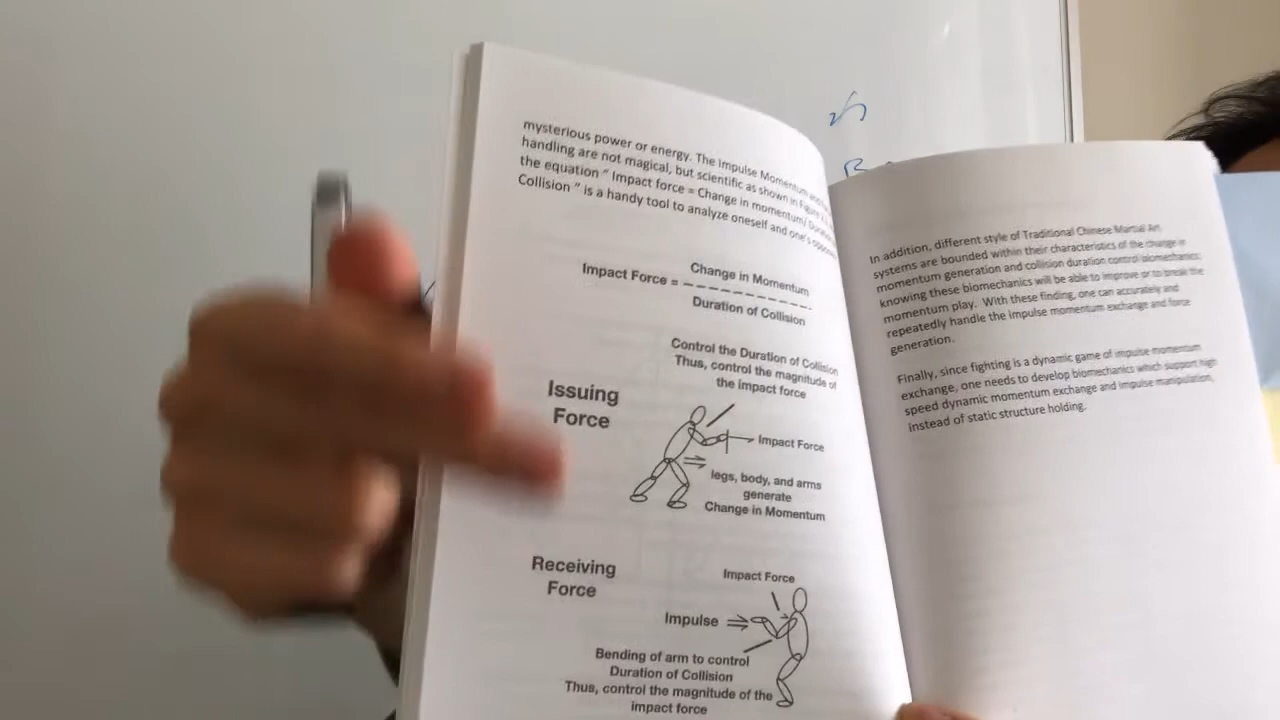 mysterious power or energy. The Impulse Momentum
handling are not magical, but scientific as shown in Figure
the equation " Impact force = Change in momentum/ Duration
Collision " is a handy tool to analyze oneself and one's
Impact Force =
Change in Momentum
Duration of Collision
Control the Duration of Collision
Thus, control the magnitude of
the impact force
Issuing
Force
Impact Force
legs, body, and arms
generate
Change in Momentum
Receiving
Force
Impact Force
Impulse
Bending of arm to control
Duration of Collision
Thus, control the magnitude of the
impact force
In addition, different style of Traditional Chinese Martial Art
systems are bounded within their characteristics of the change in
momentum generation and collision duration control biomechanics;
knowing these biomechanics will be able to improve or to break the
momentum play. With these finding, one can accurately and
repeatedly handle the impulse momentum exchange and force
generation.
Finally, since fighting is a dynamic game of impulse momentum
exchange, one needs to develop biomechanics which support high
speed dynamic momentum exchange and impulse manipulation,
instead of static structure holding.